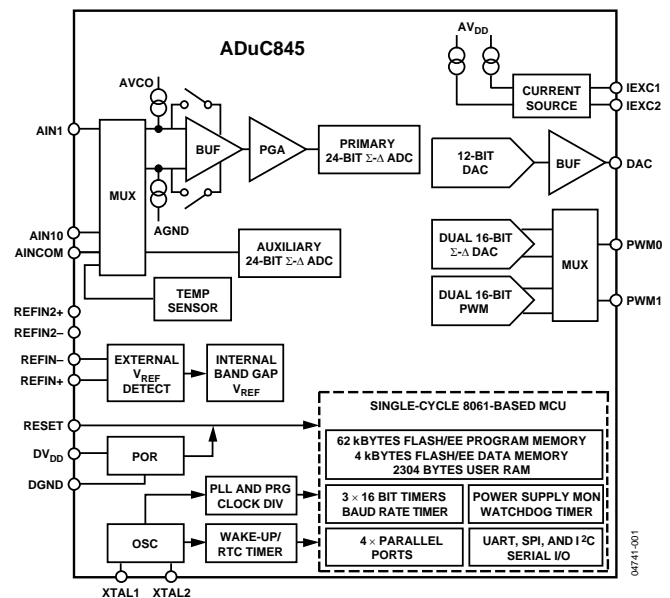 ADuC845
AVDD
AVCO
IEXC1
CURRENT
SOURCE
IEXC2
AIN1
MUX
BUF
PGA
PRIMARY
24-BIT Σ-Δ ADC
12-BIT
DAC
BUF
DAC
AGND
AIN10
AINCOM
AUXILIARY
24-BIT Σ-Δ ADC
DUAL 16-BIT
Σ-Δ DAC
MUX
PWM0
TEMP
SENSOR
DUAL 16-BIT
PWM
PWM1
REFIN2+
REFIN2–
REFIN–
REFIN+
EXTERNAL
VREF
DETECT
INTERNAL
BAND GAP
VREF
RESET
SINGLE-CYCLE 8061-BASED MCU
DVDD
POR
62 kBYTES FLASH/EE PROGRAM MEMORY
4 kBYTES FLASH/EE DATA MEMORY
2304 BYTES USER RAM
DGND
PLL AND PRG
CLOCK DIV
3 × 16 BIT TIMERS
BAUD RATE TIMER
POWER SUPPLY MON
WATCHDOG TIMER
OSC
WAKE-UP/
RTC TIMER
4 × PARALLEL
PORTS
UART, SPI, AND I2C
SERIAL I/O
XTAL1
XTAL2
04741-001